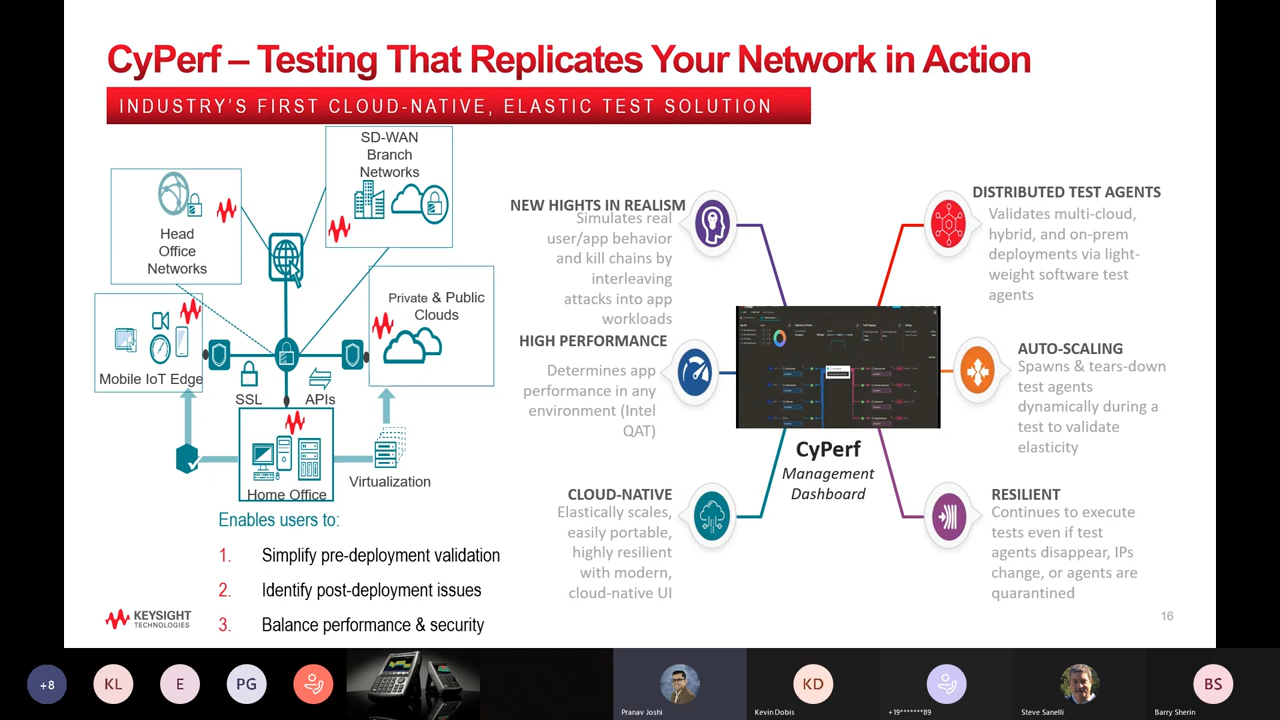 CyPerf – Testing That Replicates Your Network in Action
INDUSTRY'S FIRST CLOUD-NATIVE, ELASTIC TEST SOLUTION
SD-WAN
Branch
Networks
Head
Office
Networks
Private & Public
Clouds
Mobile IoT Edge
SSL
APIs
Home Office
Virtualization
Enables users to:
1. Simplify pre-deployment validation
2. Identify post-deployment issues
3. Balance performance & security
KEYSIGHT
TECHNOLOGIES
NEW HIGHTS IN REALISM
Simulates real
user/app behavior
and kill chains by
interleaving
attacks into app
workloads
HIGH PERFORMANCE
Determines app
performance in any
environment (Intel
QAT)
CLOUD-NATIVE
Elastically scales,
easily portable,
highly resilient
with modern,
cloud-native UI
CyPerf
Management
Dashboard
DISTRIBUTED TEST AGENTS
Validates multi-cloud,
hybrid, and on-prem
deployments via light-
weight software test
agents
AUTO-SCALING
Spawns & tears-down
test agents
dynamically during a
test to validate
elasticity
RESILIENT
Continues to execute
tests even if test
agents disappear, IPs
change, or agents are
quarantined
16
+8
KL
E
PG
Pranav Joshi
KD
Kevin Dobis
+19*******89
Steve Sanelli
BS
Barry Sherin